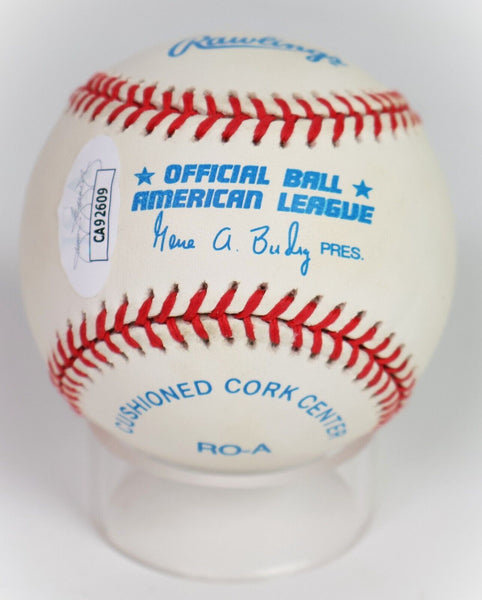 Rawlings
★ OFFICIAL BALL ★
AMERICAN LEAGUE
Gene A. Budig PRES.
CA92609
CUSHIONED CORK CENTER
RO-A